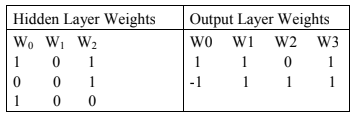 Hidden Layer Weights Output Layer Weights
W₀ W₁ W₂ W0 W1 W2 W3
1 0 1 1 1 0 1
0 0 1 -1 1 1 1
1 0 0